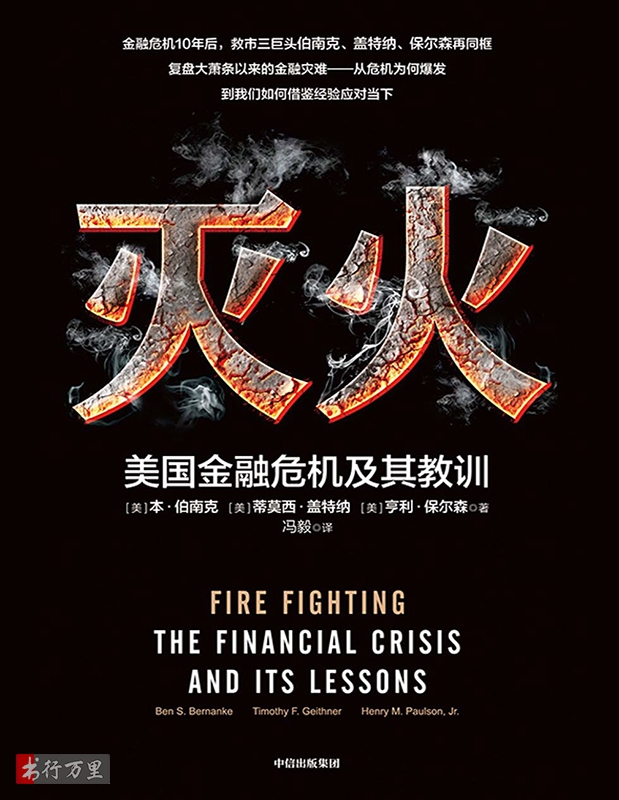 金融危机10年后，救市三巨头伯南克、盖特纳、保尔森再同框
复盘大萧条以来的金融灾难——从危机为何爆发
到我们如何借鉴经验应对当下
灭火
美国金融危机及其教训
[美]本·伯南克 [美]蒂莫西·盖特纳 [美]亨利·保尔森◎著
冯毅◎译
FIRE FIGHTING
THE FINANCIAL CRISIS
AND ITS LESSONS
Ben S. Bernanke Timothy F. Geithner Henry M. Paulson, Jr.
书行万里
中信出版集团